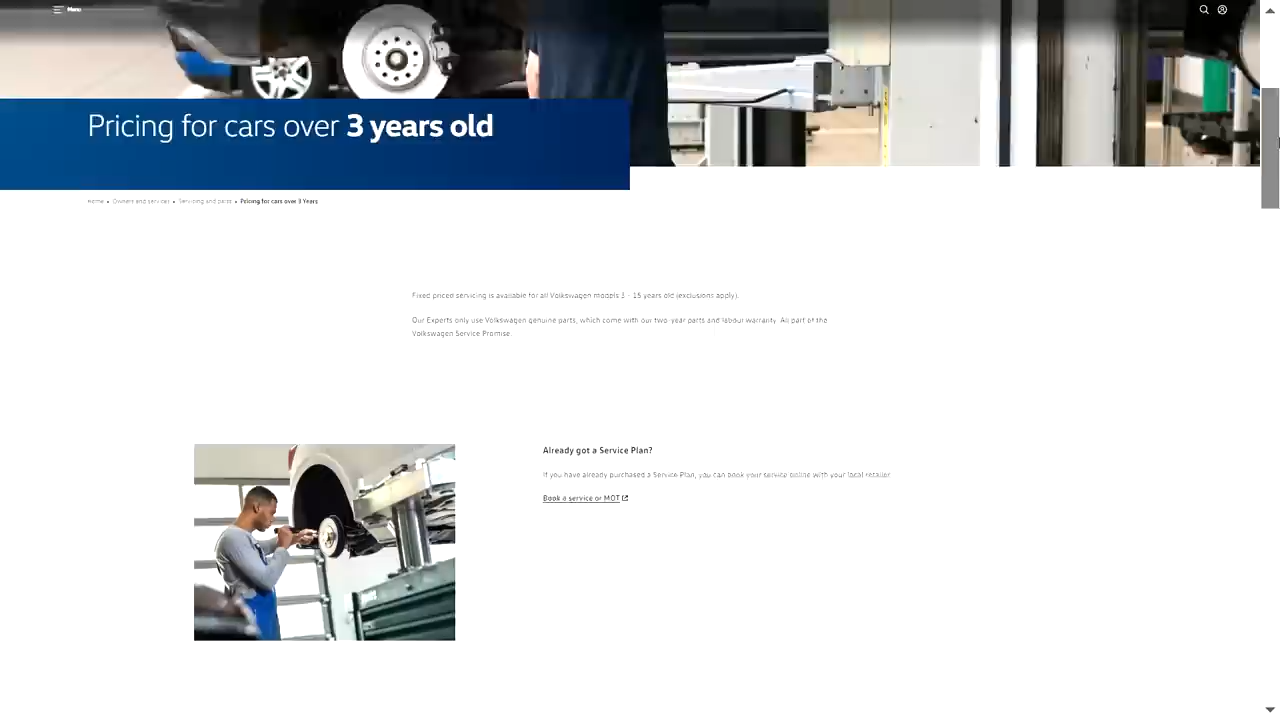 Menu
Pricing for cars over 3 years old
Home • Owners and services • Servicing and parts • Pricing for cars over 3 Years
Fixed priced servicing is available for all Volkswagen models 3 - 15 years old (exclusions apply).
Our Experts only use Volkswagen genuine parts, which come with our two-year parts and labour warranty. All part of the
Volkswagen Service Promise.
Already got a Service Plan?
If you have already purchased a Service Plan, you can book your service online with your local retailer
Book a service or MOT